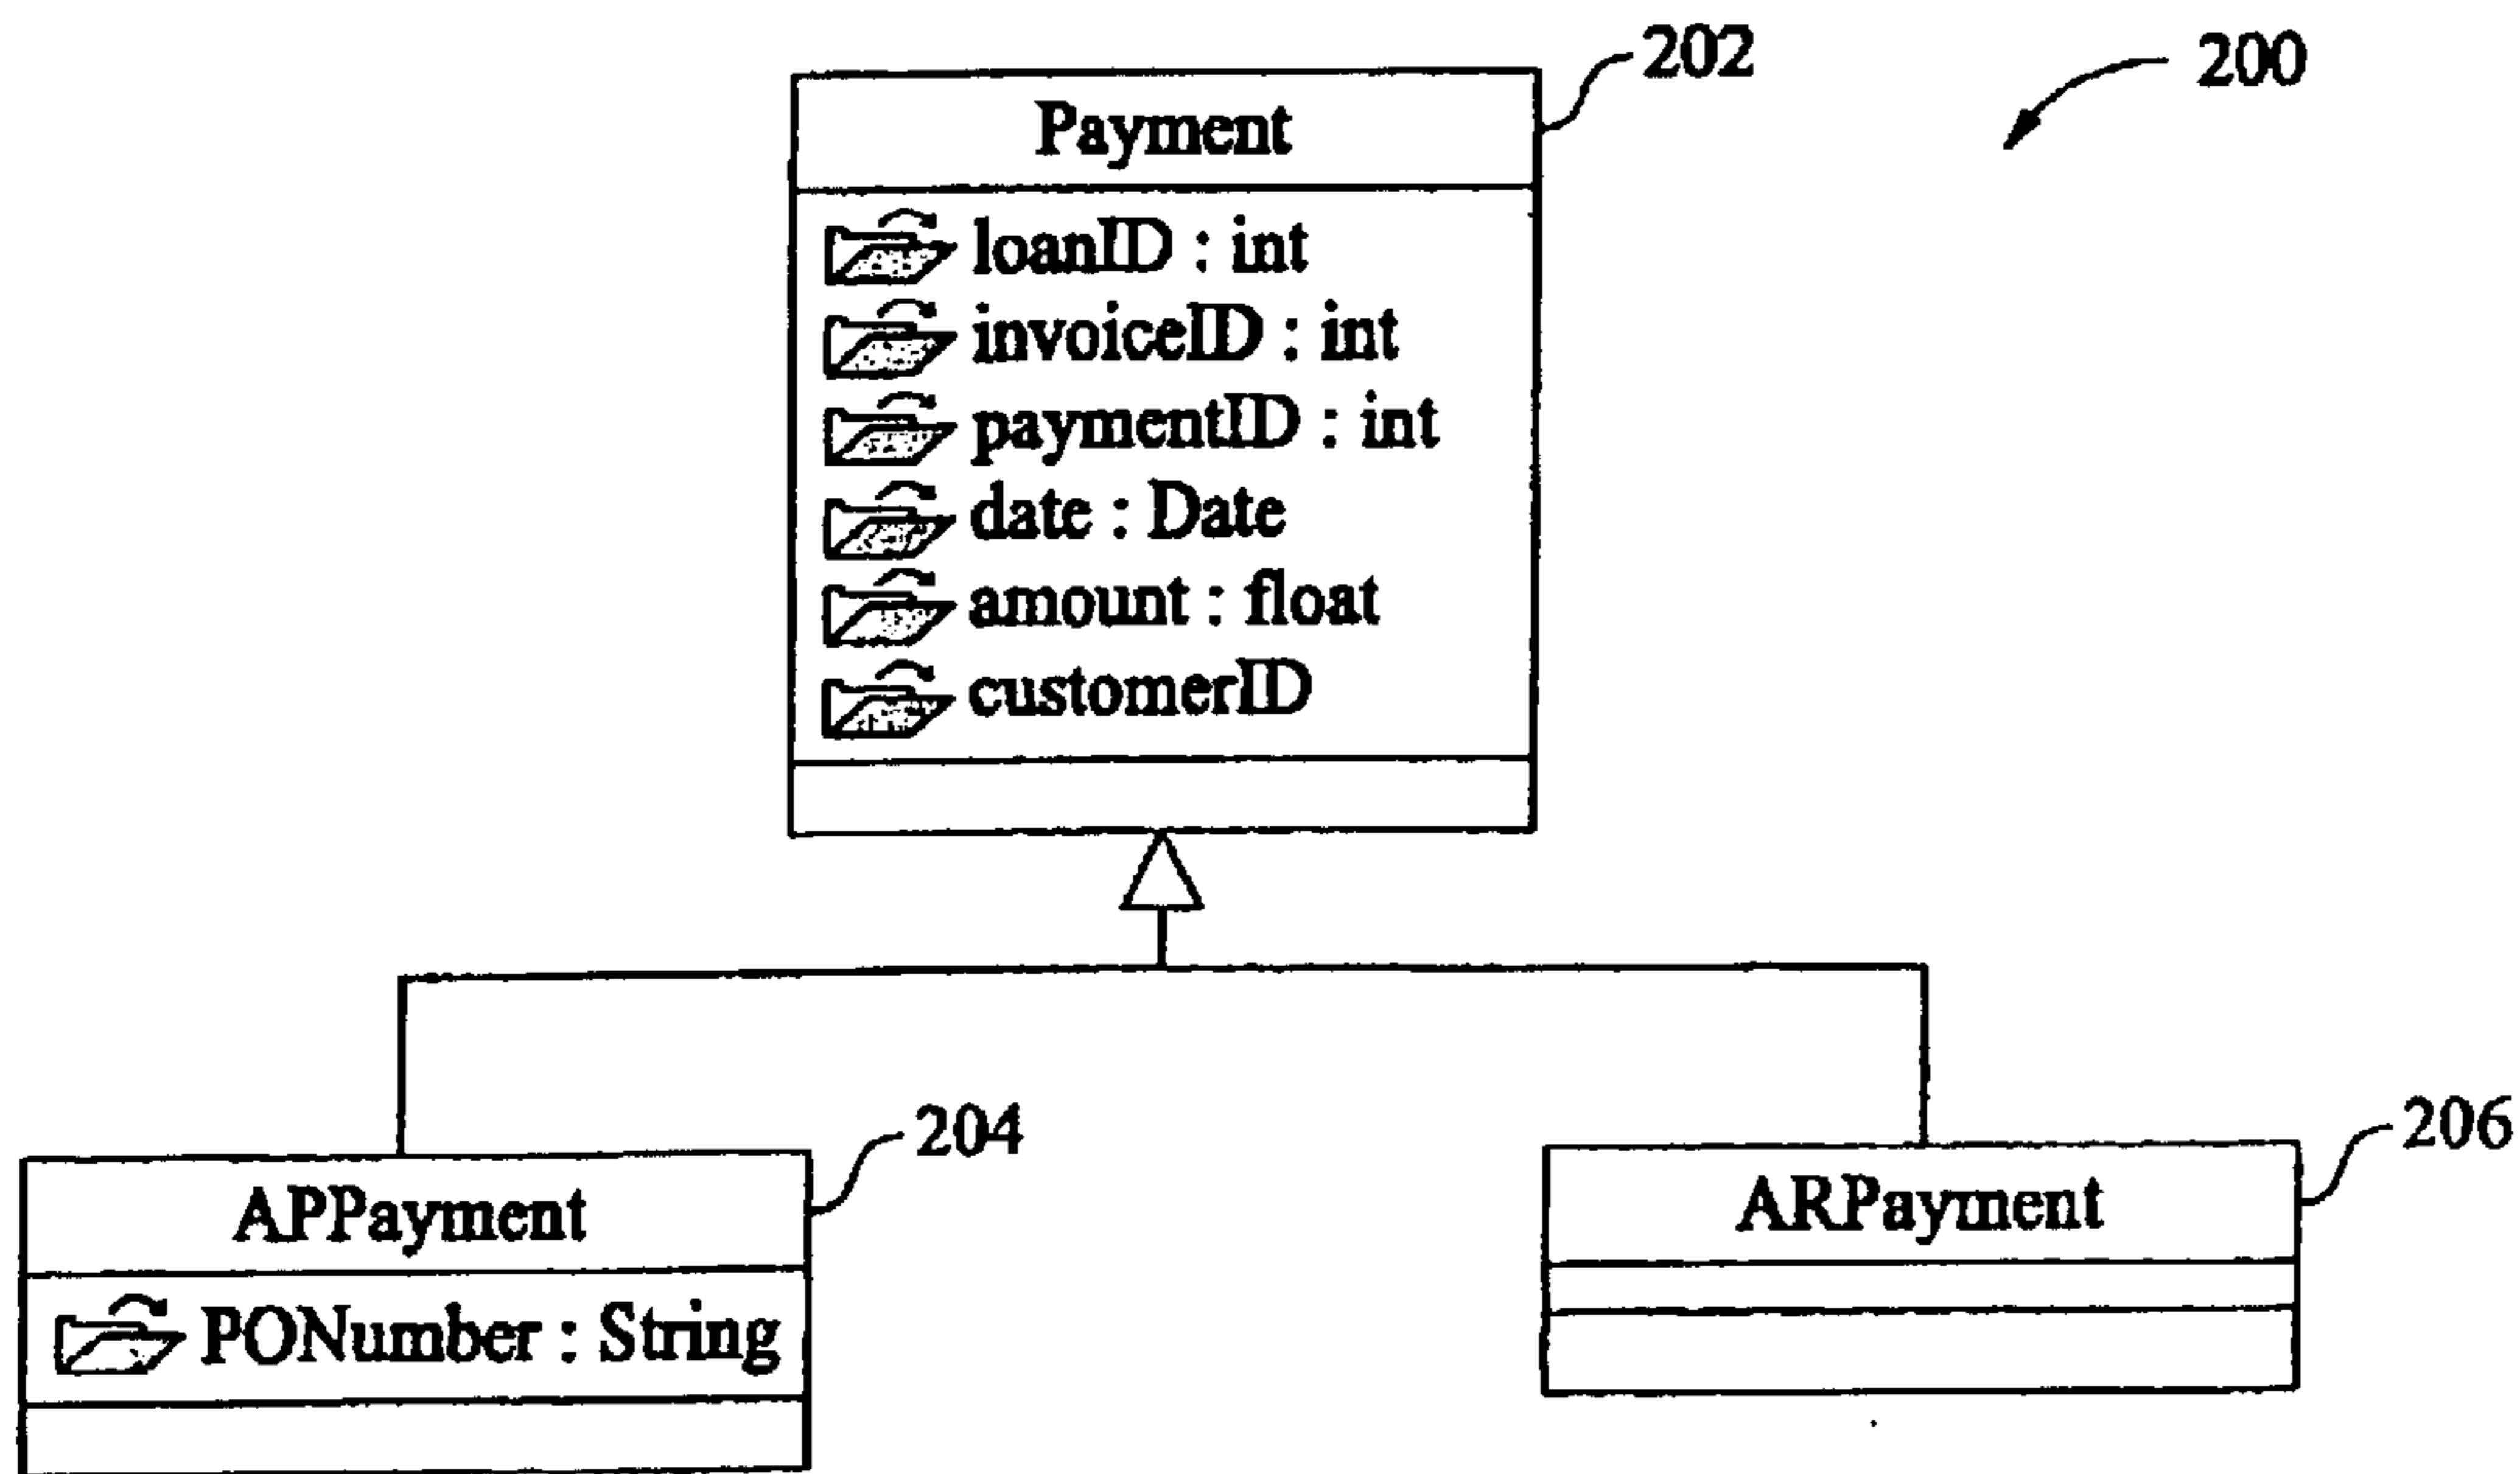 202
200
Payment
loanID : int
invoiceID : int
paymentID : int
date : Date
amount : float
customerID
204
206
APPayment
ARPayment
PONumber : String